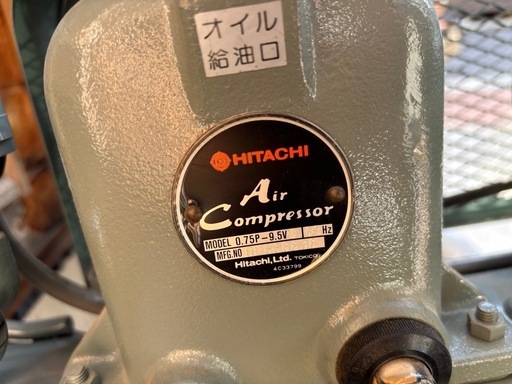 オイル
給油口
HITACHI
Air
Compressor
MODEL 0.75P-9.5V Hz
MFG.NO
Hitachi,Ltd. TOKICO
4C33799